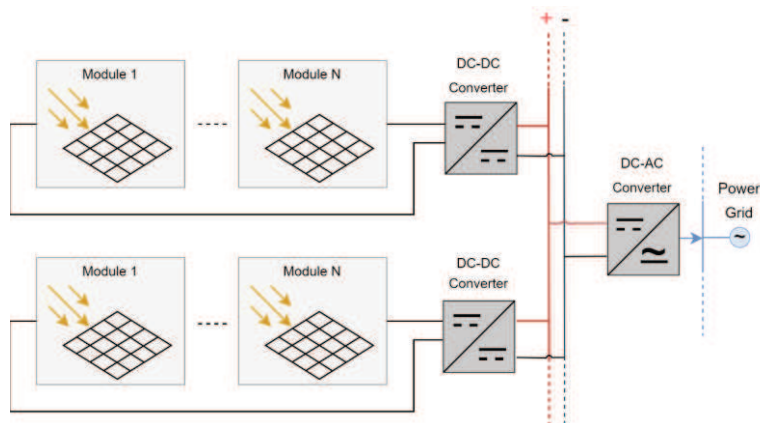 + -
Module 1
Module N
DC-DC
Converter
DC-AC
Converter
Power
Grid
~
Module 1
Module N
DC-DC
Converter